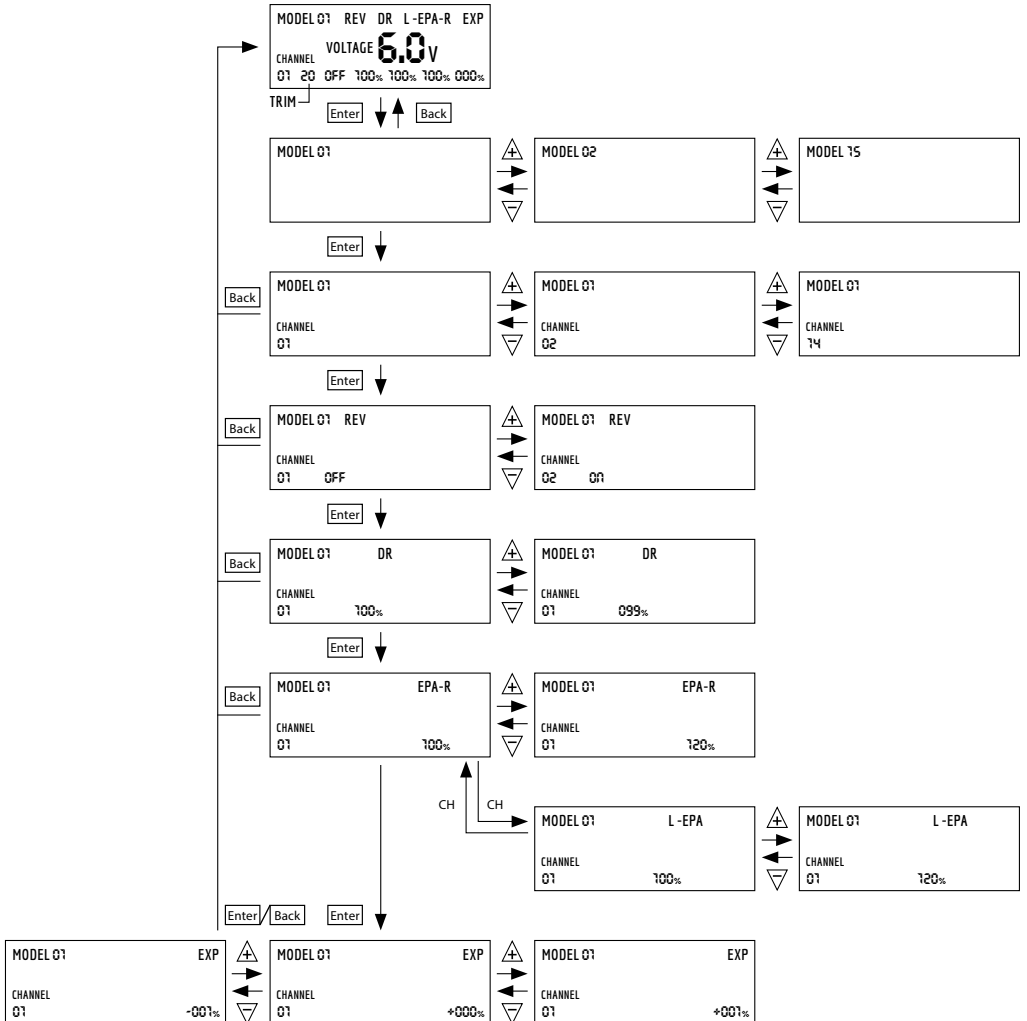 MODEL 01 REV DR L-EPA-R EXP
VOLTAGE 6.0V
CHANNEL
01 20 OFF 100% 100% 100% 000%
TRIM
Enter Back
MODEL 01 + MODEL 02 + MODEL 15
− −
Enter
Back MODEL 01 + MODEL 01 + MODEL 01
CHANNEL CHANNEL CHANNEL
01 − 02 − 14
Enter
Back MODEL 01 REV + MODEL 01 REV
CHANNEL CHANNEL
01 OFF − 02 ON
Enter
Back MODEL 01 DR + MODEL 01 DR
CHANNEL CHANNEL
01 100% − 01 099%
Enter
Back MODEL 01 EPA-R + MODEL 01 EPA-R
CHANNEL CHANNEL
01 100% − 01 120%
CH CH
MODEL 01 L-EPA + MODEL 01 L-EPA
CHANNEL CHANNEL
01 100% − 01 120%
Enter/Back Enter
MODEL 01 EXP + MODEL 01 EXP + MODEL 01 EXP
CHANNEL CHANNEL CHANNEL
01 -001% − 01 +000% − 01 +001%